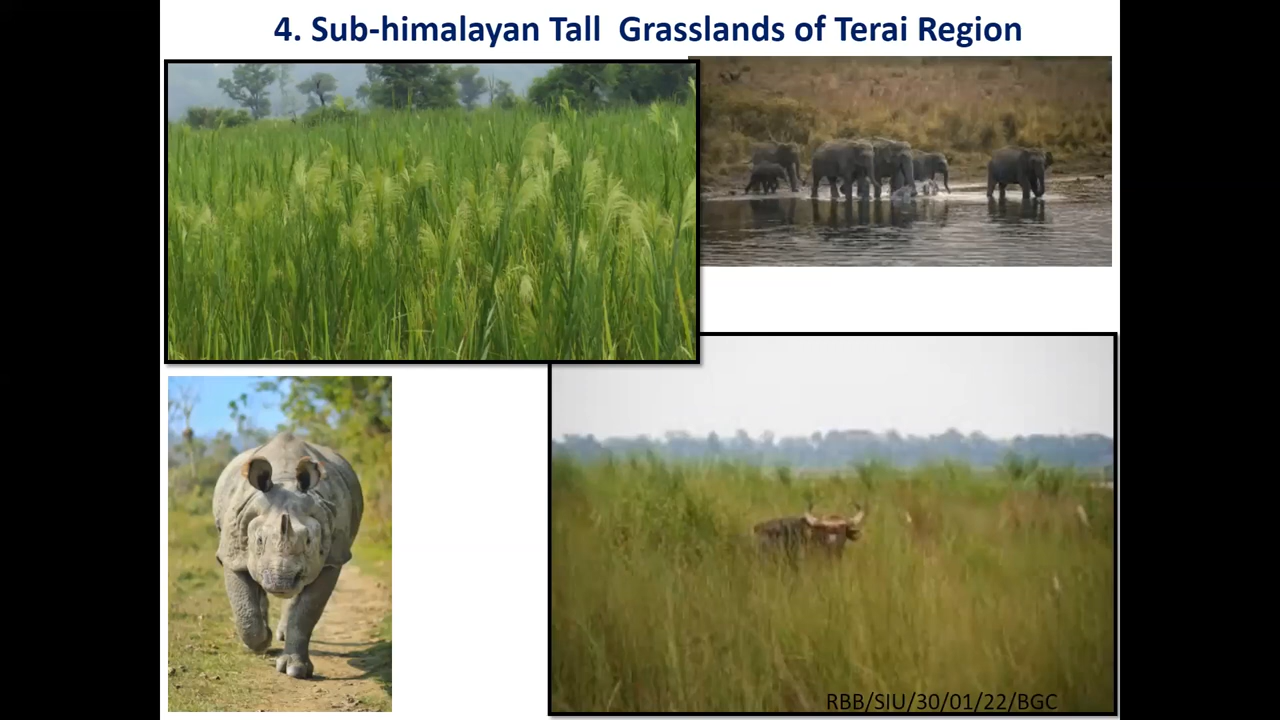 4. Sub-himalayan Tall  Grasslands of Terai Region
RBB/SIU/30/01/22/BGC